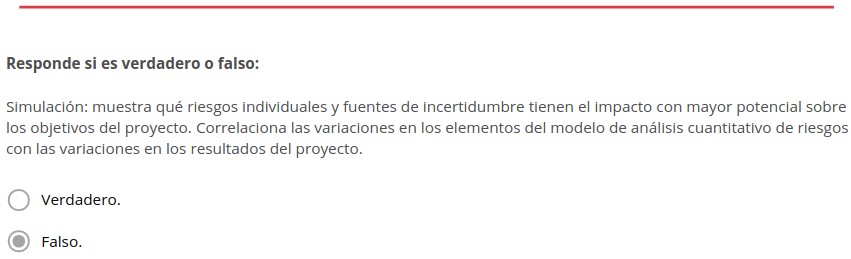 Responde si es verdadero o falso:
Simulación: muestra qué riesgos individuales y fuentes de incertidumbre tienen el impacto con mayor potencial sobre
los objetivos del proyecto. Correlaciona las variaciones en los elementos del modelo de análisis cuantitativo de riesgos
con las variaciones en los resultados del proyecto.
Verdadero.
Falso.